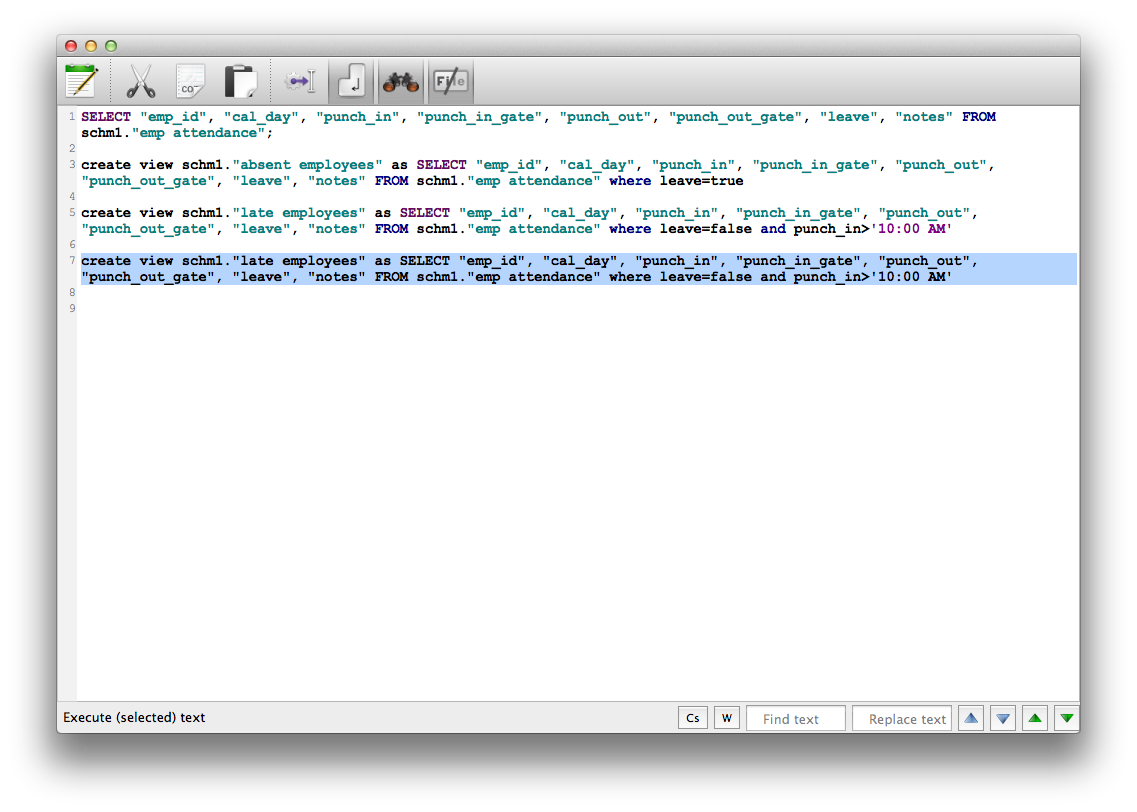 co
File
1 SELECT "emp_id", "cal_day", "punch_in", "punch_in_gate", "punch_out", "punch_out_gate", "leave", "notes" FROM
schm1."emp attendance";
2
3 create view schm1."absent employees" as SELECT "emp_id", "cal_day", "punch_in", "punch_in_gate", "punch_out",
"punch_out_gate", "leave", "notes" FROM schm1."emp attendance" where leave=true
4
5 create view schm1."late employees" as SELECT "emp_id", "cal_day", "punch_in", "punch_in_gate", "punch_out",
"punch_out_gate", "leave", "notes" FROM schm1."emp attendance" where leave=false and punch_in>'10:00 AM'
6
7 create view schm1."late employees" as SELECT "emp_id", "cal_day", "punch_in", "punch_in_gate", "punch_out",
"punch_out_gate", "leave", "notes" FROM schm1."emp attendance" where leave=false and punch_in>'10:00 AM'
8
9
Execute (selected) text Cs W Find text Replace text